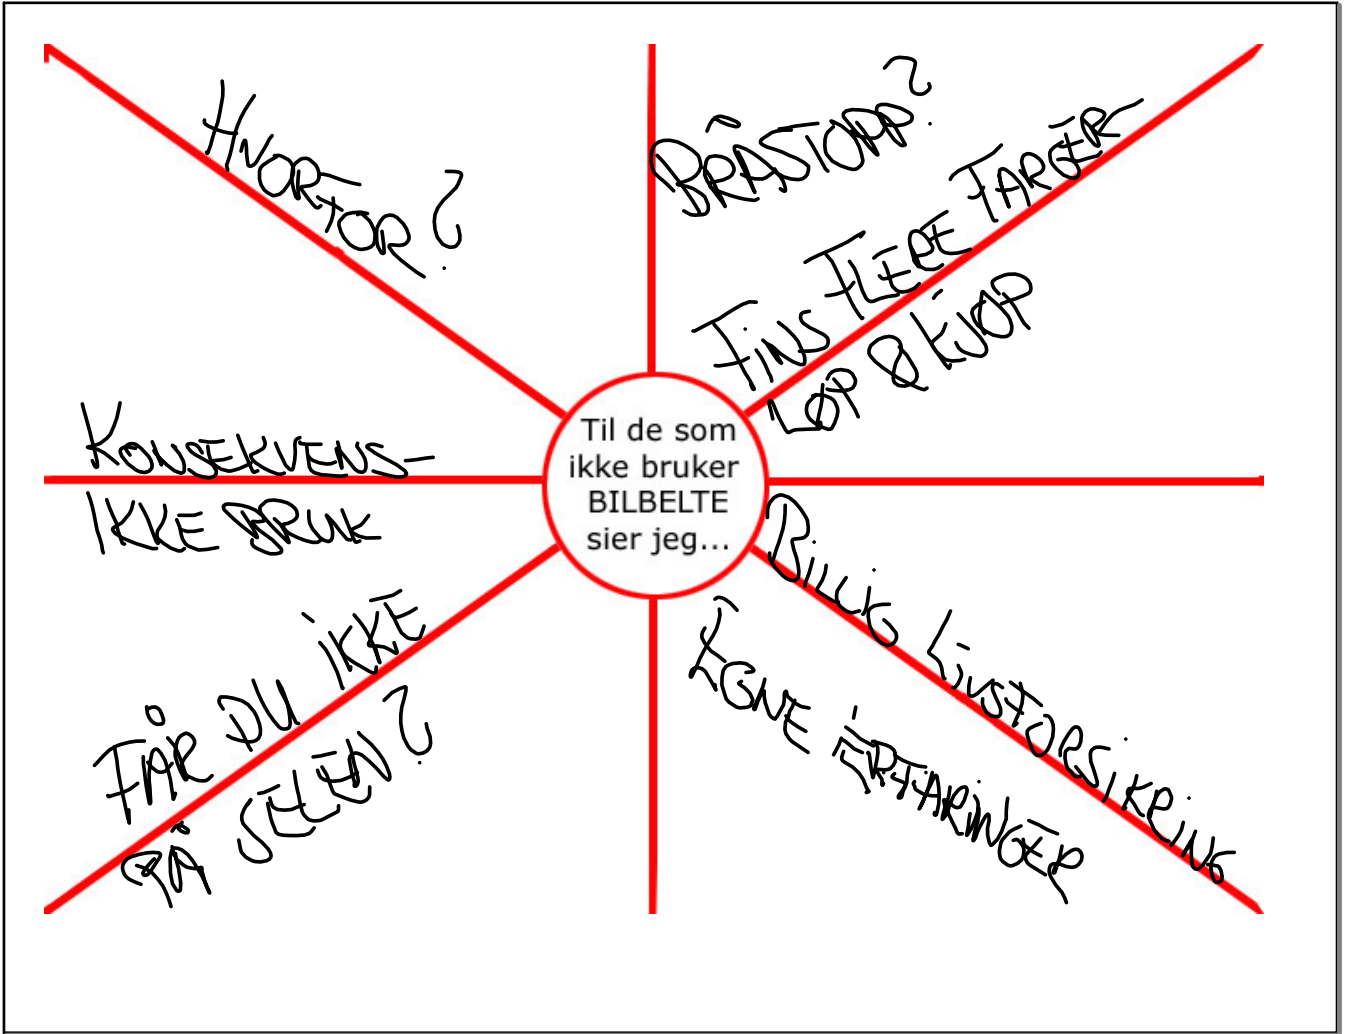 HVORFOR?
BRÅSTOPP?
FINS FLERE FARGER-
LØP & KJØP
KONSEKVENS-
IKKE BRUK
Til de som
ikke bruker
BILBELTE
sier jeg...
BILLIG LIVSFORSIKRING
EGNE ERFARINGER
FÅR DU IKKE
PÅ SELEN?